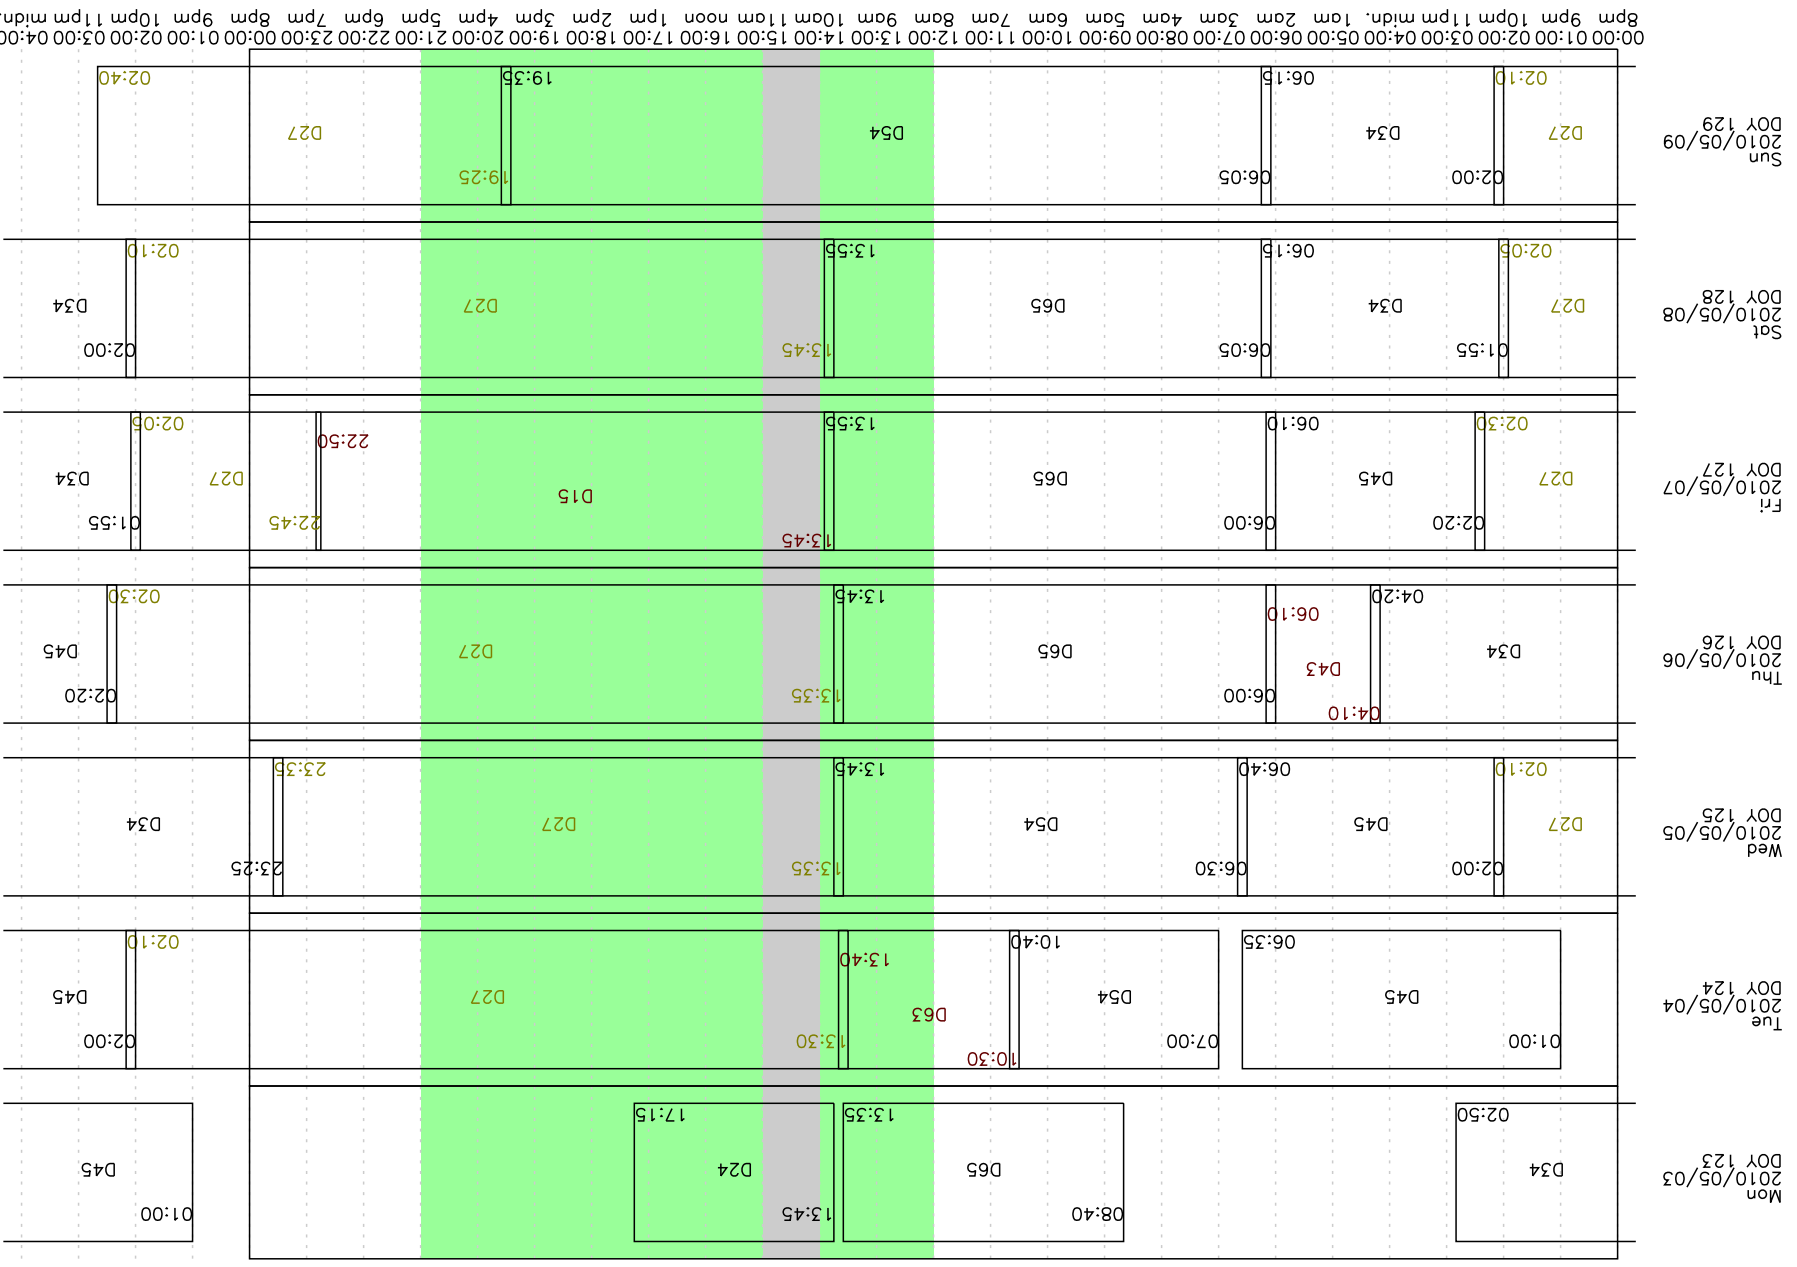 Mon
2010/05/03
DOY 123
D34
02:50
08:40
D65
13:35
13:45
D24
17:15
01:00
D45
Tue
2010/05/04
DOY 124
01:00
D45
06:35
07:00
D54
10:40
10:30
D63
13:40
13:30
D27
02:10
02:00
D45
Wed
2010/05/05
DOY 125
D27
02:10
02:00
D45
06:40
06:30
D54
13:45
13:35
D27
23:35
23:25
D34
Thu
2010/05/06
DOY 126
D34
04:20
04:10
D43
06:10
06:00
D65
13:45
13:35
D27
02:30
02:20
D45
Fri
2010/05/07
DOY 127
D27
02:30
02:20
D45
06:10
06:00
D65
13:55
13:45
D15
22:50
22:45
D27
02:05
01:55
D34
Sat
2010/05/08
DOY 128
D27
02:05
01:55
D34
06:15
06:05
D65
13:55
13:45
D27
02:10
02:00
D34
Sun
2010/05/09
DOY 129
D27
02:10
02:00
D34
06:15
06:05
D54
19:35
19:25
D27
02:40
00:00 01:00 02:00 03:00 04:00 05:00 06:00 07:00 08:00 09:00 10:00 11:00 12:00 13:00 14:00 15:00 16:00 17:00 18:00 19:00 20:00 21:00 22:00 23:00 00:00 01:00 02:00 03:00 04:00
8pm 9pm 10pm 11pm midn. 1am 2am 3am 4am 5am 6am 7am 8am 9am 10am 11am noon 1pm 2pm 3pm 4pm 5pm 6pm 7pm 8pm 9pm 10pm 11pm midn.